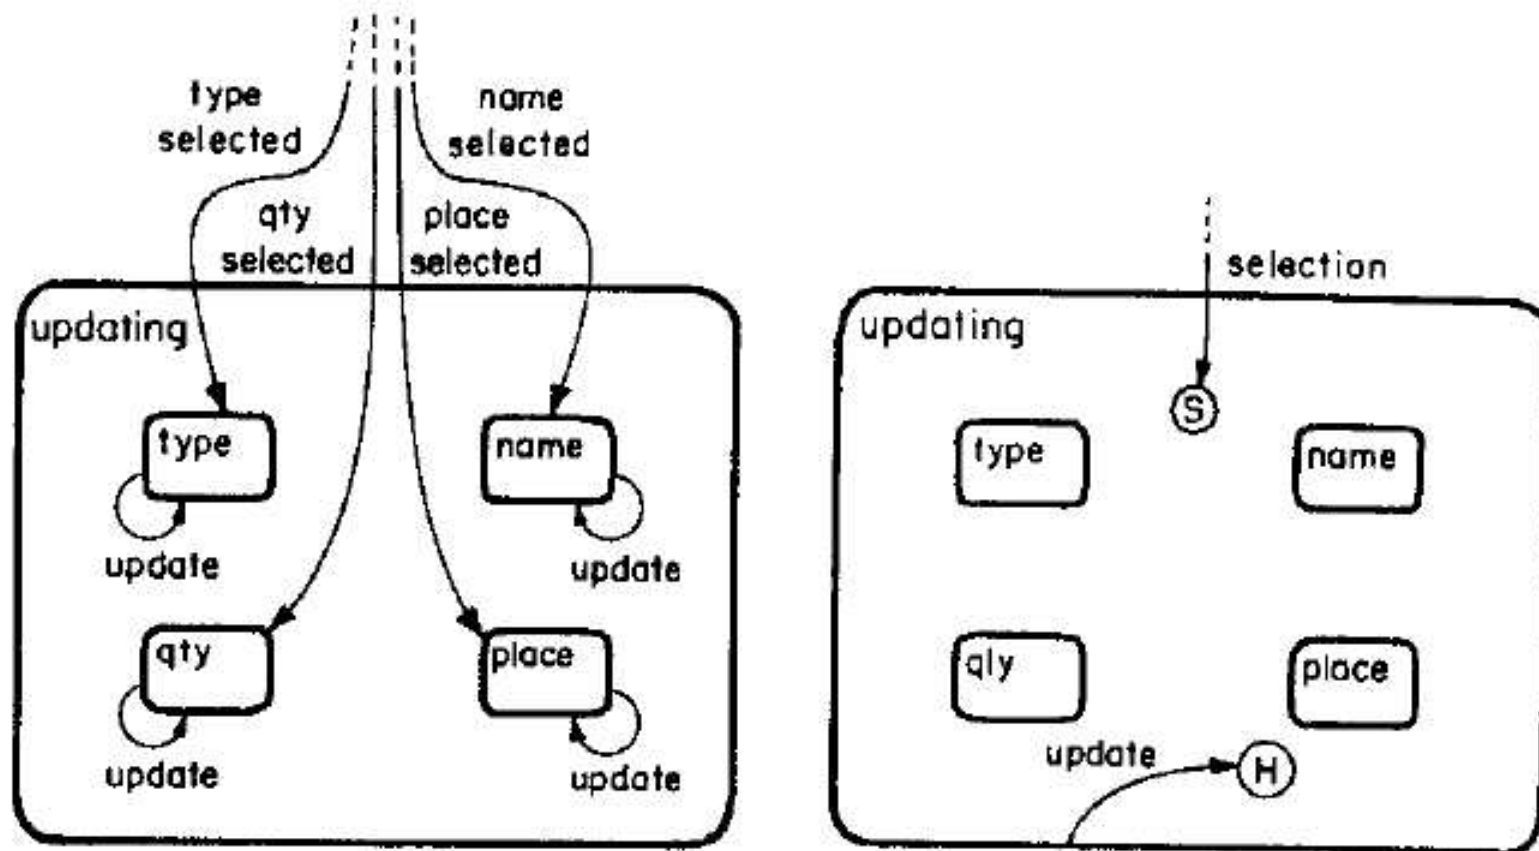 type
selected
name
selected
qty
selected
place
selected
updating
type
update
name
update
qty
update
place
update
selection
updating
S
type
name
qly
place
update
H